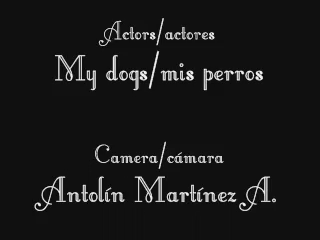 Actors/actores
My dogs/mis perros
Camera/cámara
Antolín Martínez A.